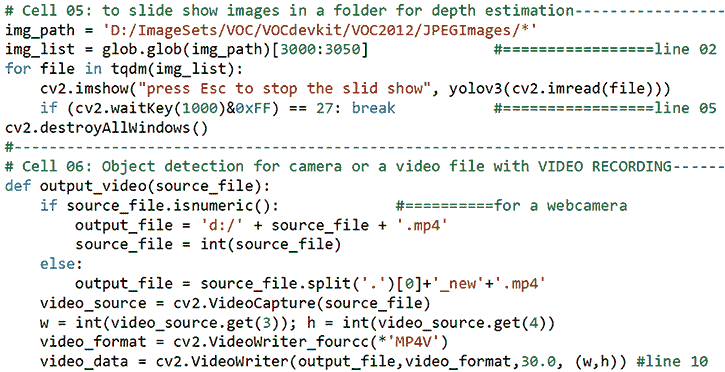 # Cell 05: to slide show images in a folder for depth estimation-----------------
img_path = 'D:/ImageSets/VOC/VOCdevkit/VOC2012/JPEGImages/*'
img_list = glob.glob(img_path)[3000:3050]          #=================line 02
for file in tqdm(img_list):
    cv2.imshow("press Esc to stop the slid show", yolov3(cv2.imread(file)))
    if (cv2.waitKey(1000)&0xFF) == 27: break       #=================line 05
cv2.destroyAllWindows()
#-------------------------------------------------------------------------------
# Cell 06: Object detection for camera or a video file with VIDEO RECORDING------
def output_video(source_file):
    if source_file.isnumeric():          #==========for a webcamera
        output_file = 'd:/' + source_file + '.mp4'
        source_file = int(source_file)
    else:
        output_file = source_file.split('.')[0]+'_new'+'.mp4'
    video_source = cv2.VideoCapture(source_file)
    w = int(video_source.get(3)); h = int(video_source.get(4))
    video_format = cv2.VideoWriter_fourcc(*'MP4V')
    video_data = cv2.VideoWriter(output_file,video_format,30.0, (w,h)) #line 10